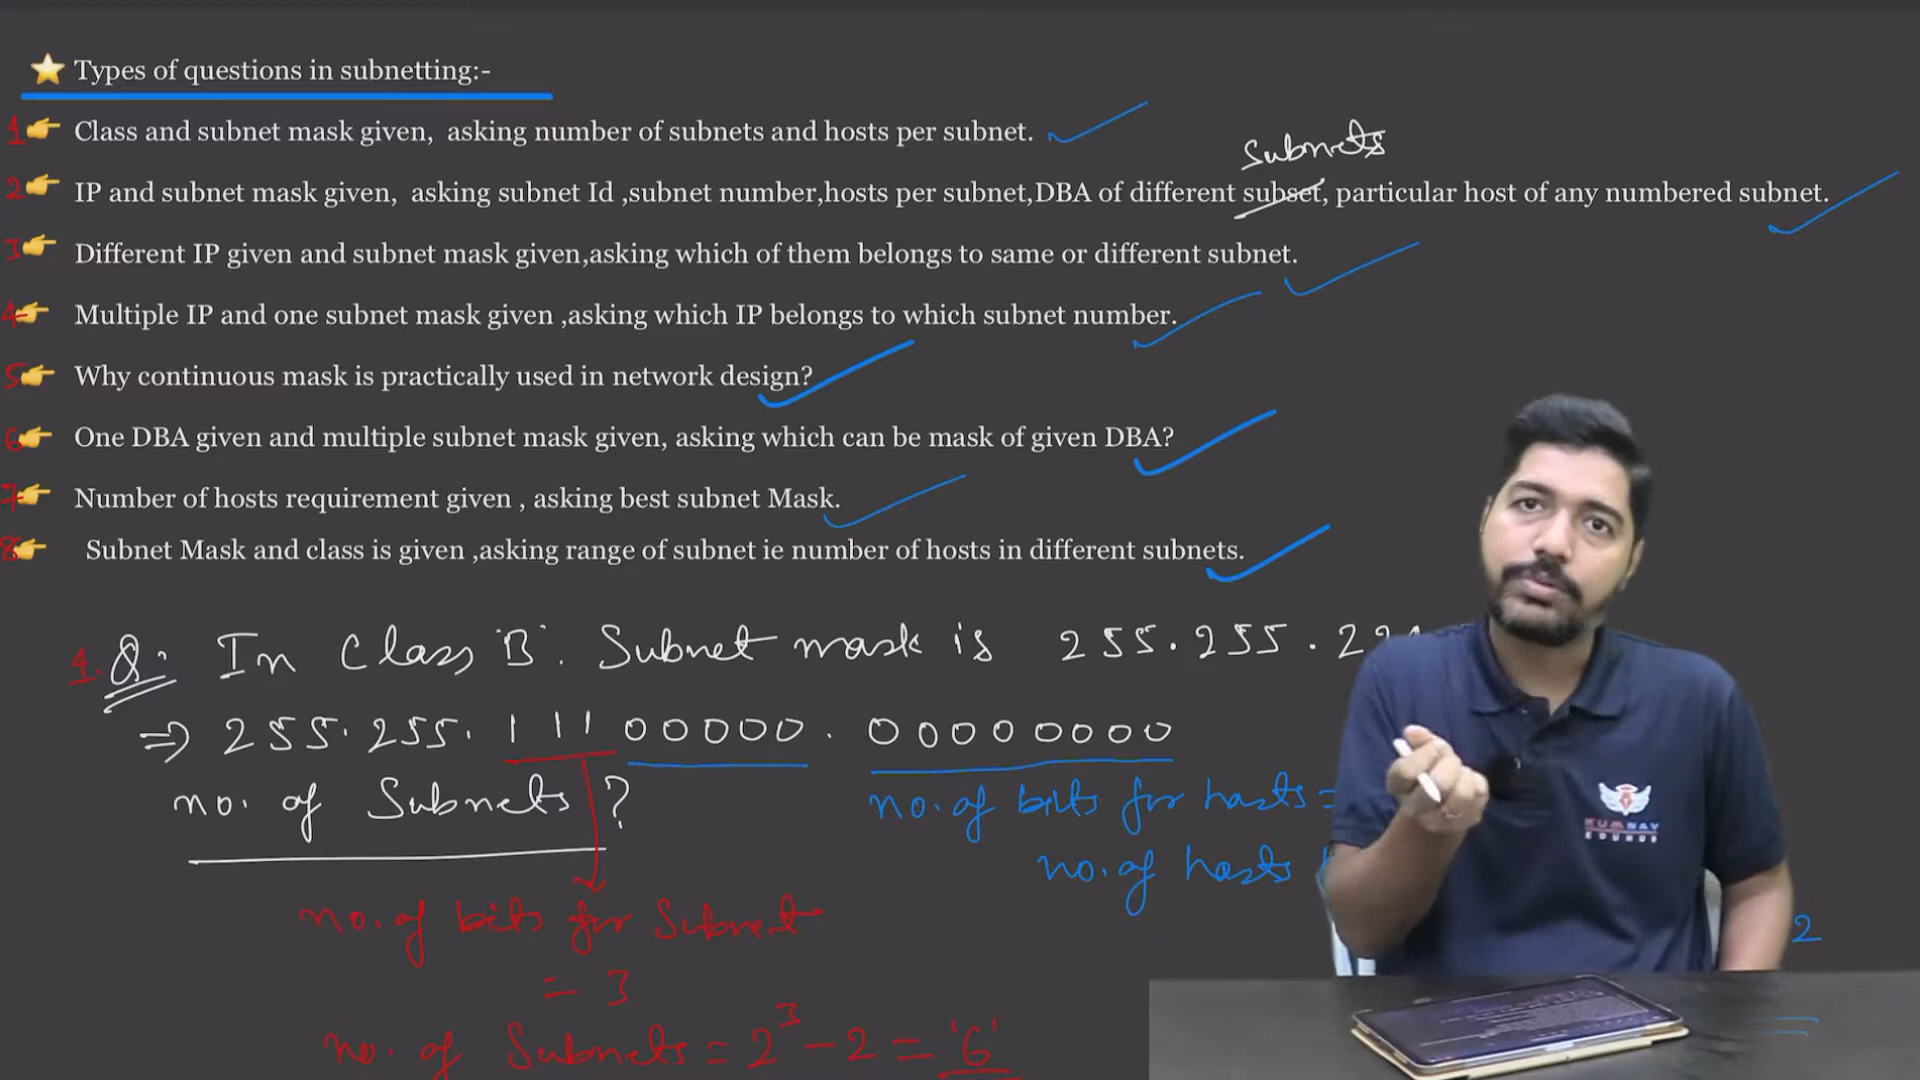 Types of questions in subnetting:-
1 Class and subnet mask given, asking number of subnets and hosts per subnet.
Subnets
2 IP and subnet mask given, asking subnet Id ,subnet number,hosts per subnet,DBA of different subset, particular host of any numbered subnet.
3 Different IP given and subnet mask given,asking which of them belongs to same or different subnet.
4 Multiple IP and one subnet mask given ,asking which IP belongs to which subnet number.
5 Why continuous mask is practically used in network design?
6 One DBA given and multiple subnet mask given, asking which can be mask of given DBA?
7 Number of hosts requirement given , asking best subnet Mask.
8 Subnet Mask and class is given ,asking range of subnet ie number of hosts in different subnets.
1. Q: In Class 'B'. Subnet mask is 255.255.22
⇒ 255.255.11100000.00000000
no. of Subnets ?
no. of bits for hosts =
no. of hosts
no. of bits for Subnet
2
= 3
no. of Subnets = 2³ - 2 = '6'
KUMNAV
EDUHUB